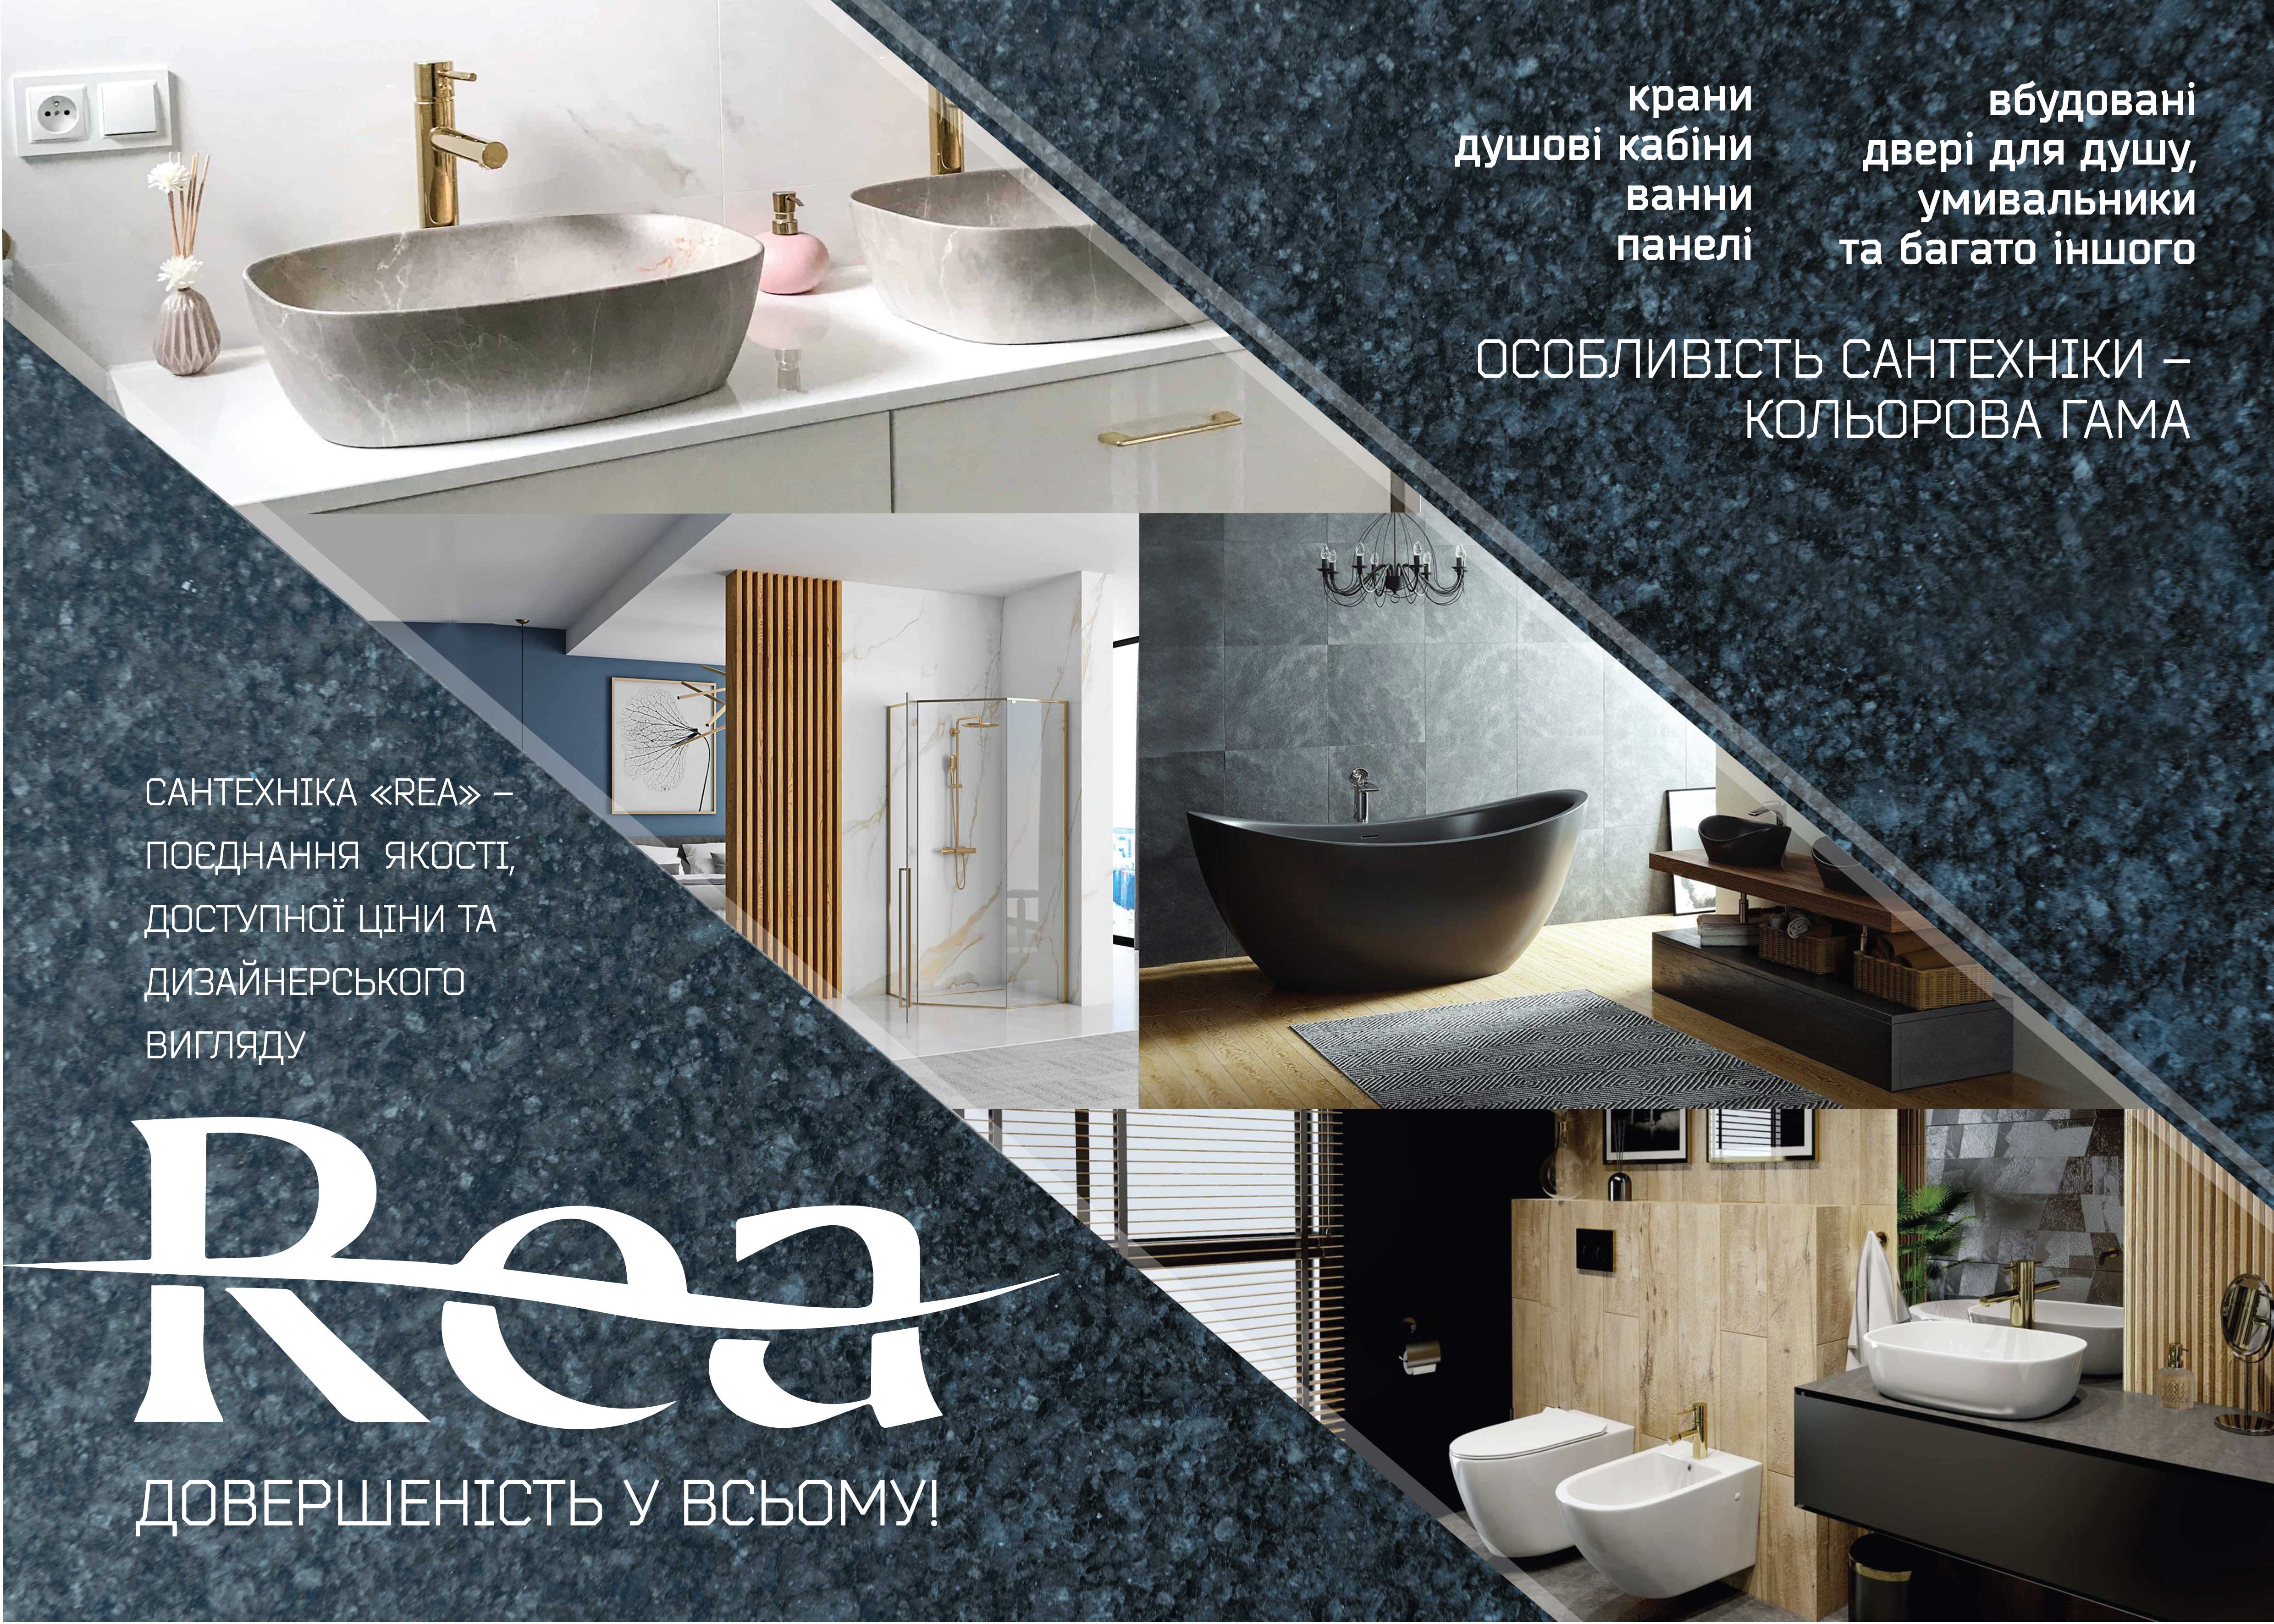 крани
душові кабіни
ванни
панелі
вбудовані
двері для душу,
умивальники
та багато іншого
ОСОБЛИВІСТЬ САНТЕХНІКИ –
КОЛЬОРОВА ГАМА
САНТЕХНІКА «REA» –
ПОЄДНАННЯ ЯКОСТІ,
ДОСТУПНОЇ ЦІНИ ТА
ДИЗАЙНЕРСЬКОГО
ВИГЛЯДУ
Rea
ДОВЕРШЕНІСТЬ У ВСЬОМУ!